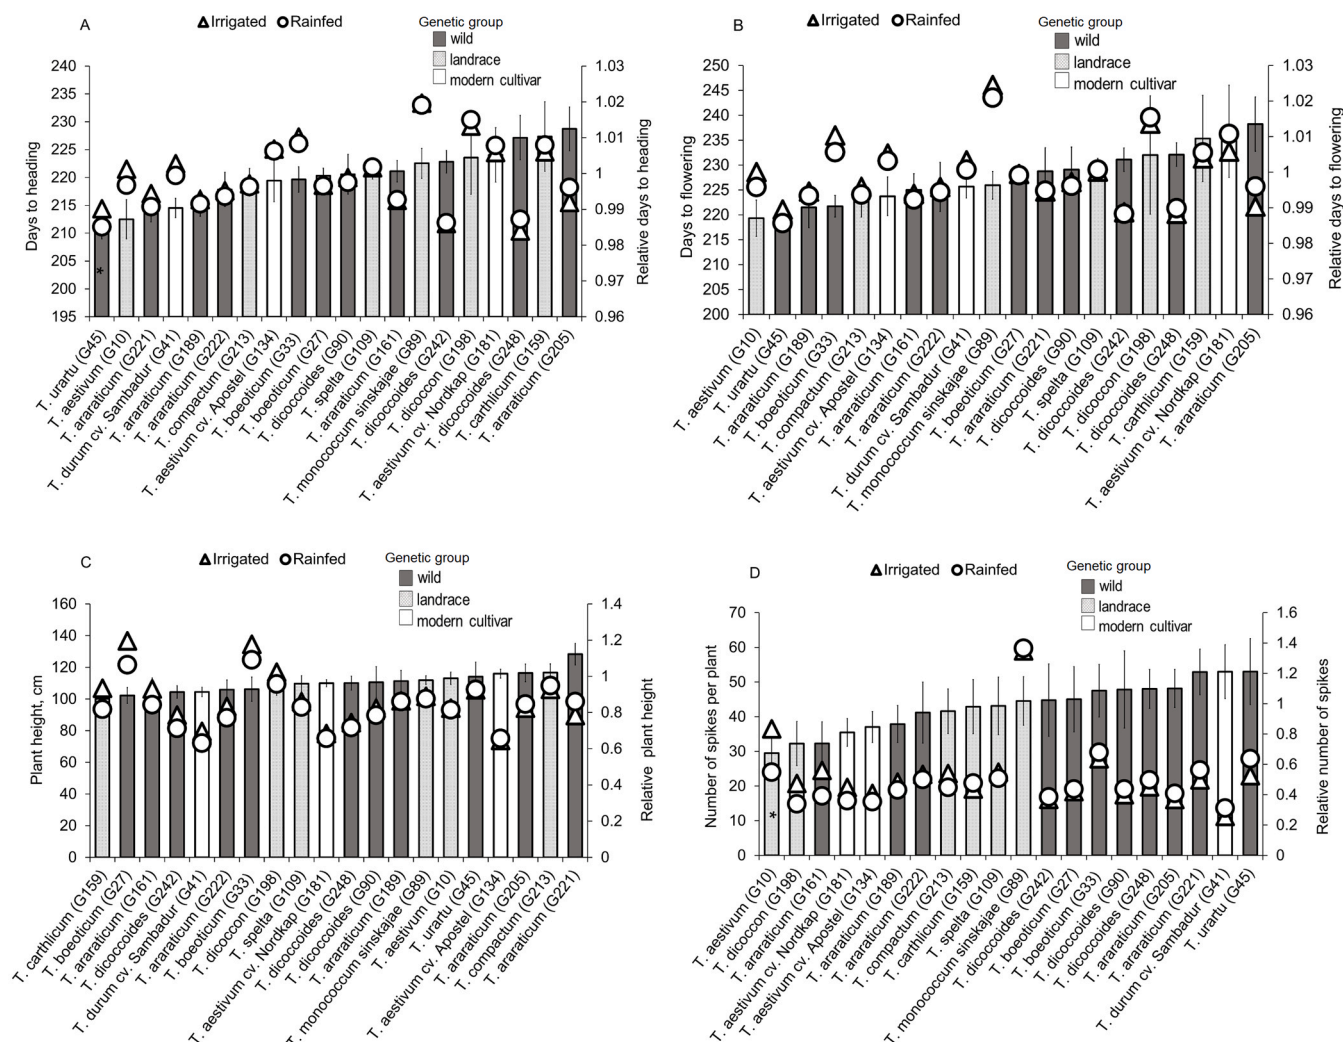 A
Irrigated
Rainfed
Genetic group
wild
landrace
modern cultivar
Days to heading
240
235
230
225
220
215
210
205
200
195
*
1.03
1.02
1.01
1
0.99
0.98
0.97
0.96
Relative days to heading
T. urartu (G45)
T. aestivum (G10)
T. araraticum (G221)
T. durum cv. Sambadur (G41)
T. araraticum (G189)
T. araraticum (G222)
T. compactum (G213)
T. aestivum cv. Apostel (G134)
T. boeoticum (G33)
T. boeoticum (G27)
T. dicoccoides (G90)
T. spelta (G109)
T. araraticum (G161)
T. monococcum sinskajae (G89)
T. dicoccoides (G242)
T. dicoccon (G198)
T. aestivum cv. Nordkap (G181)
T. dicoccoides (G248)
T. carthlicum (G159)
T. araraticum (G205)
B
Irrigated
Rainfed
Genetic group
wild
landrace
modern cultivar
Days to flowering
250
245
240
235
230
225
220
215
210
205
200
1.03
1.02
1.01
1
0.99
0.98
0.97
0.96
Relative days to flowering
T. aestivum (G10)
T. urartu (G45)
T. araraticum (G189)
T. boeoticum (G33)
T. compactum (G213)
T. aestivum cv. Apostel (G134)
T. araraticum (G161)
T. araraticum (G222)
T. durum cv. Sambadur (G41)
T. monococcum sinskajae (G89)
T. boeoticum (G27)
T. araraticum (G221)
T. dicoccoides (G90)
T. spelta (G109)
T. dicoccoides (G242)
T. dicoccon (G198)
T. dicoccoides (G248)
T. carthlicum (G159)
T. aestivum cv. Nordkap (G181)
T. araraticum (G205)
C
Irrigated
Rainfed
Genetic group
wild
landrace
modern cultivar
Plant height, cm
160
140
120
100
80
60
40
20
0
1.4
1.2
1
0.8
0.6
0.4
0.2
0
Relative plant height
T. carthlicum (G159)
T. boeoticum (G27)
T. araraticum (G161)
T. dicoccoides (G242)
T. durum cv. Sambadur (G41)
T. araraticum (G222)
T. boeoticum (G33)
T. dicoccon (G198)
T. spelta (G109)
T. aestivum cv. Nordkap (G181)
T. dicoccoides (G248)
T. dicoccoides (G90)
T. araraticum (G189)
T. monococcum sinskajae (G89)
T. aestivum (G10)
T. urartu (G45)
T. aestivum cv. Apostel (G134)
T. araraticum (G205)
T. compactum (G213)
T. araraticum (G221)
D
Irrigated
Rainfed
Genetic group
wild
landrace
modern cultivar
Number of spikes per plant
70
60
50
40
30
20
10
0
*
1.6
1.4
1.2
1
0.8
0.6
0.4
0.2
0
Relative number of spikes
T. aestivum (G10)
T. dicoccon (G198)
T. araraticum (G161)
T. aestivum cv. Nordkap (G181)
T. aestivum cv. Apostel (G134)
T. araraticum (G189)
T. araraticum (G222)
T. compactum (G213)
T. carthlicum (G159)
T. spelta (G109)
T. monococcum sinskajae (G89)
T. dicoccoides (G242)
T. boeoticum (G27)
T. boeoticum (G33)
T. dicoccoides (G90)
T. dicoccoides (G248)
T. araraticum (G205)
T. araraticum (G221)
T. durum cv. Sambadur (G41)
T. urartu (G45)